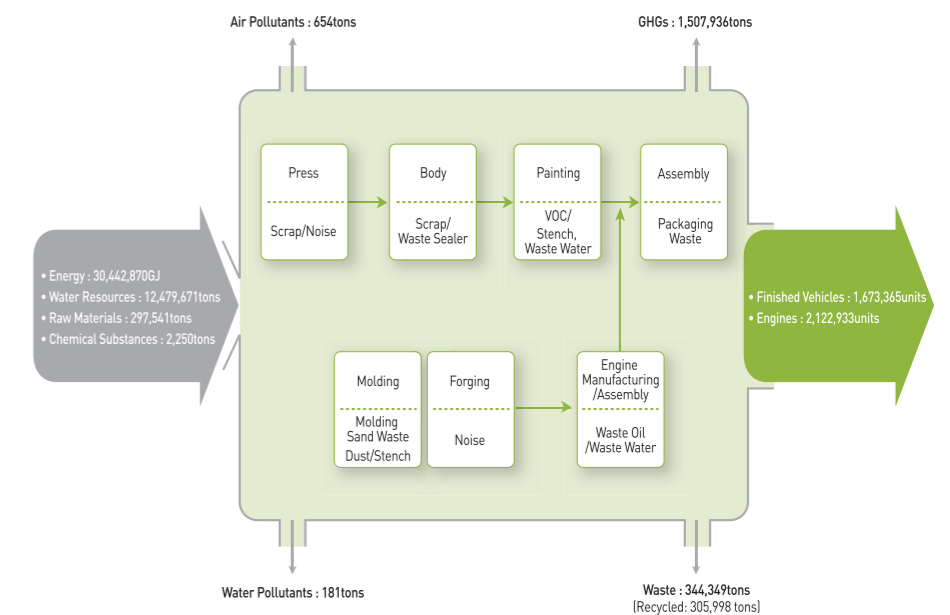 Air Pollutants : 654tons
GHGs : 1,507,936tons
Press
Scrap/Noise
Body
Scrap/
Waste Sealer
Painting
VOC/
Stench,
Waste Water
Assembly
Packaging
Waste
• Energy : 30,442,870GJ
• Water Resources : 12,479,671tons
• Raw Materials : 297,541tons
• Chemical Substances : 2,250tons
• Finished Vehicles : 1,673,365units
• Engines : 2,122,933units
Molding
Molding
Sand Waste
Dust/Stench
Forging
Noise
Engine
Manufacturing
/Assembly
Waste Oil
/Waste Water
Water Pollutants : 181tons
Waste : 344,349tons
(Recycled: 305,998 tons)